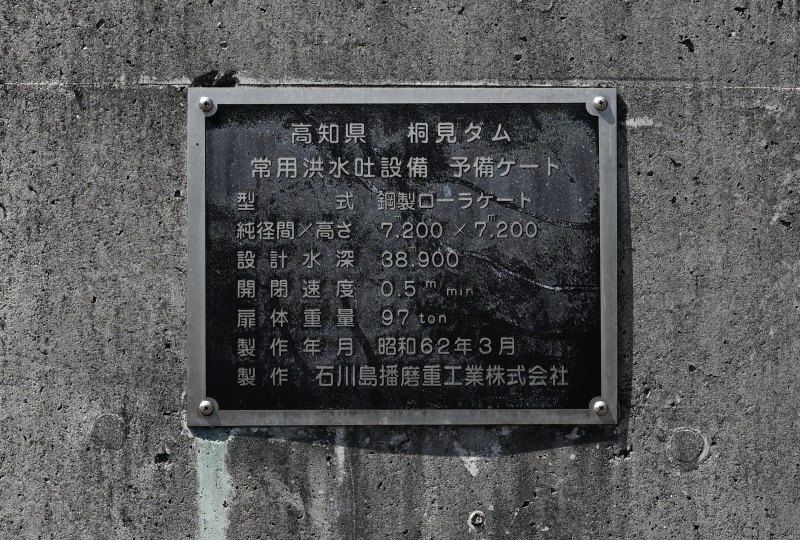 高知県　桐見ダム
常用洪水吐設備　予備ゲート
型　　　式　鋼製ローラゲート
純径間×高さ　7.200 × 7.200 m
設計水深　38.900
開閉速度　0.5 m/min
扉体重量　97 ton
製作年月　昭和62年3月
製作　石川島播磨重工業株式会社